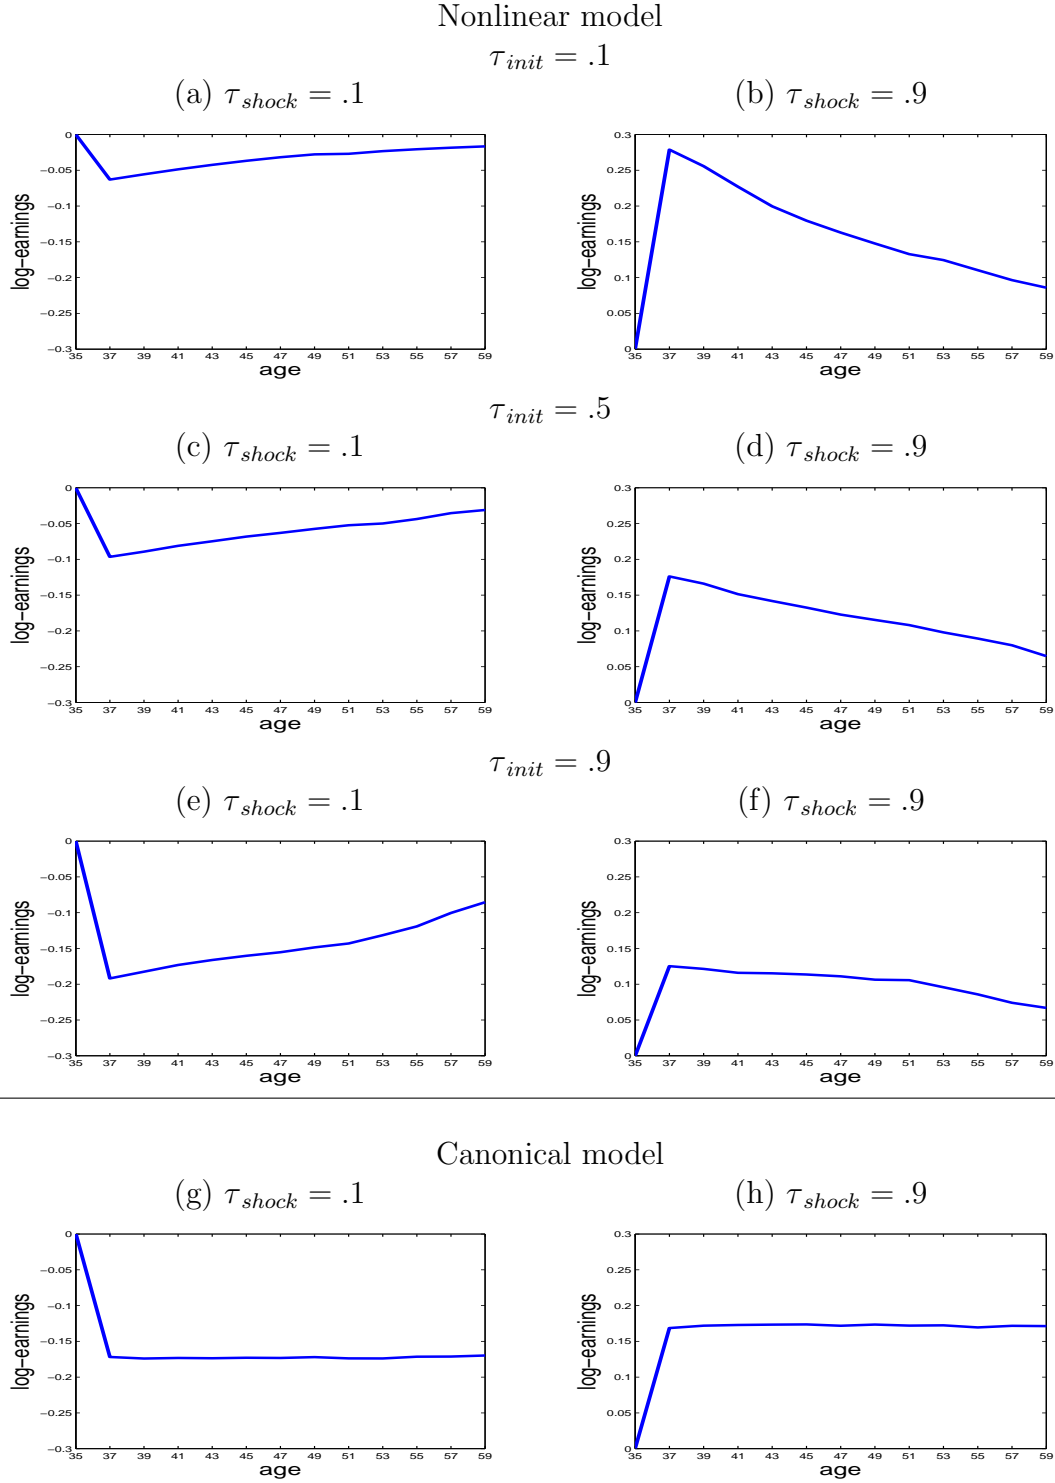 Nonlinear model
τ_init = .1
(a) τ_shock = .1
(b) τ_shock = .9
0
−0.05
−0.1
−0.15
−0.2
−0.25
−0.3
log−earnings
35 37 39 41 43 45 47 49 51 53 55 57 59
age
0.3
0.25
0.2
0.15
0.1
0.05
0
log−earnings
35 37 39 41 43 45 47 49 51 53 55 57 59
age
τ_init = .5
(c) τ_shock = .1
(d) τ_shock = .9
0
−0.05
−0.1
−0.15
−0.2
−0.25
−0.3
log−earnings
35 37 39 41 43 45 47 49 51 53 55 57 59
age
0.3
0.25
0.2
0.15
0.1
0.05
0
log−earnings
35 37 39 41 43 45 47 49 51 53 55 57 59
age
τ_init = .9
(e) τ_shock = .1
(f) τ_shock = .9
0
−0.05
−0.1
−0.15
−0.2
−0.25
−0.3
log−earnings
35 37 39 41 43 45 47 49 51 53 55 57 59
age
0.3
0.25
0.2
0.15
0.1
0.05
0
log−earnings
35 37 39 41 43 45 47 49 51 53 55 57 59
age
Canonical model
(g) τ_shock = .1
(h) τ_shock = .9
0
−0.05
−0.1
−0.15
−0.2
−0.25
−0.3
log−earnings
35 37 39 41 43 45 47 49 51 53 55 57 59
age
0.3
0.25
0.2
0.15
0.1
0.05
0
log−earnings
35 37 39 41 43 45 47 49 51 53 55 57 59
age